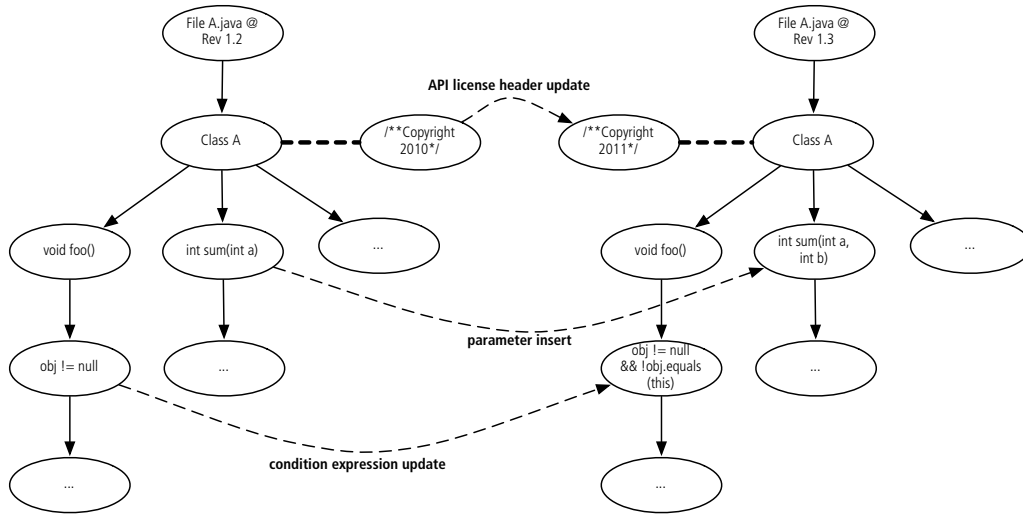 File A.java @
Rev 1.2
File A.java @
Rev 1.3
API license header update
Class A
/**Copyright
2010*/
/**Copyright
2011*/
Class A
void foo()
int sum(int a)
...
void foo()
int sum(int a,
int b)
...
parameter insert
obj != null
...
obj != null
&& !obj.equals
(this)
...
condition expression update
...
...